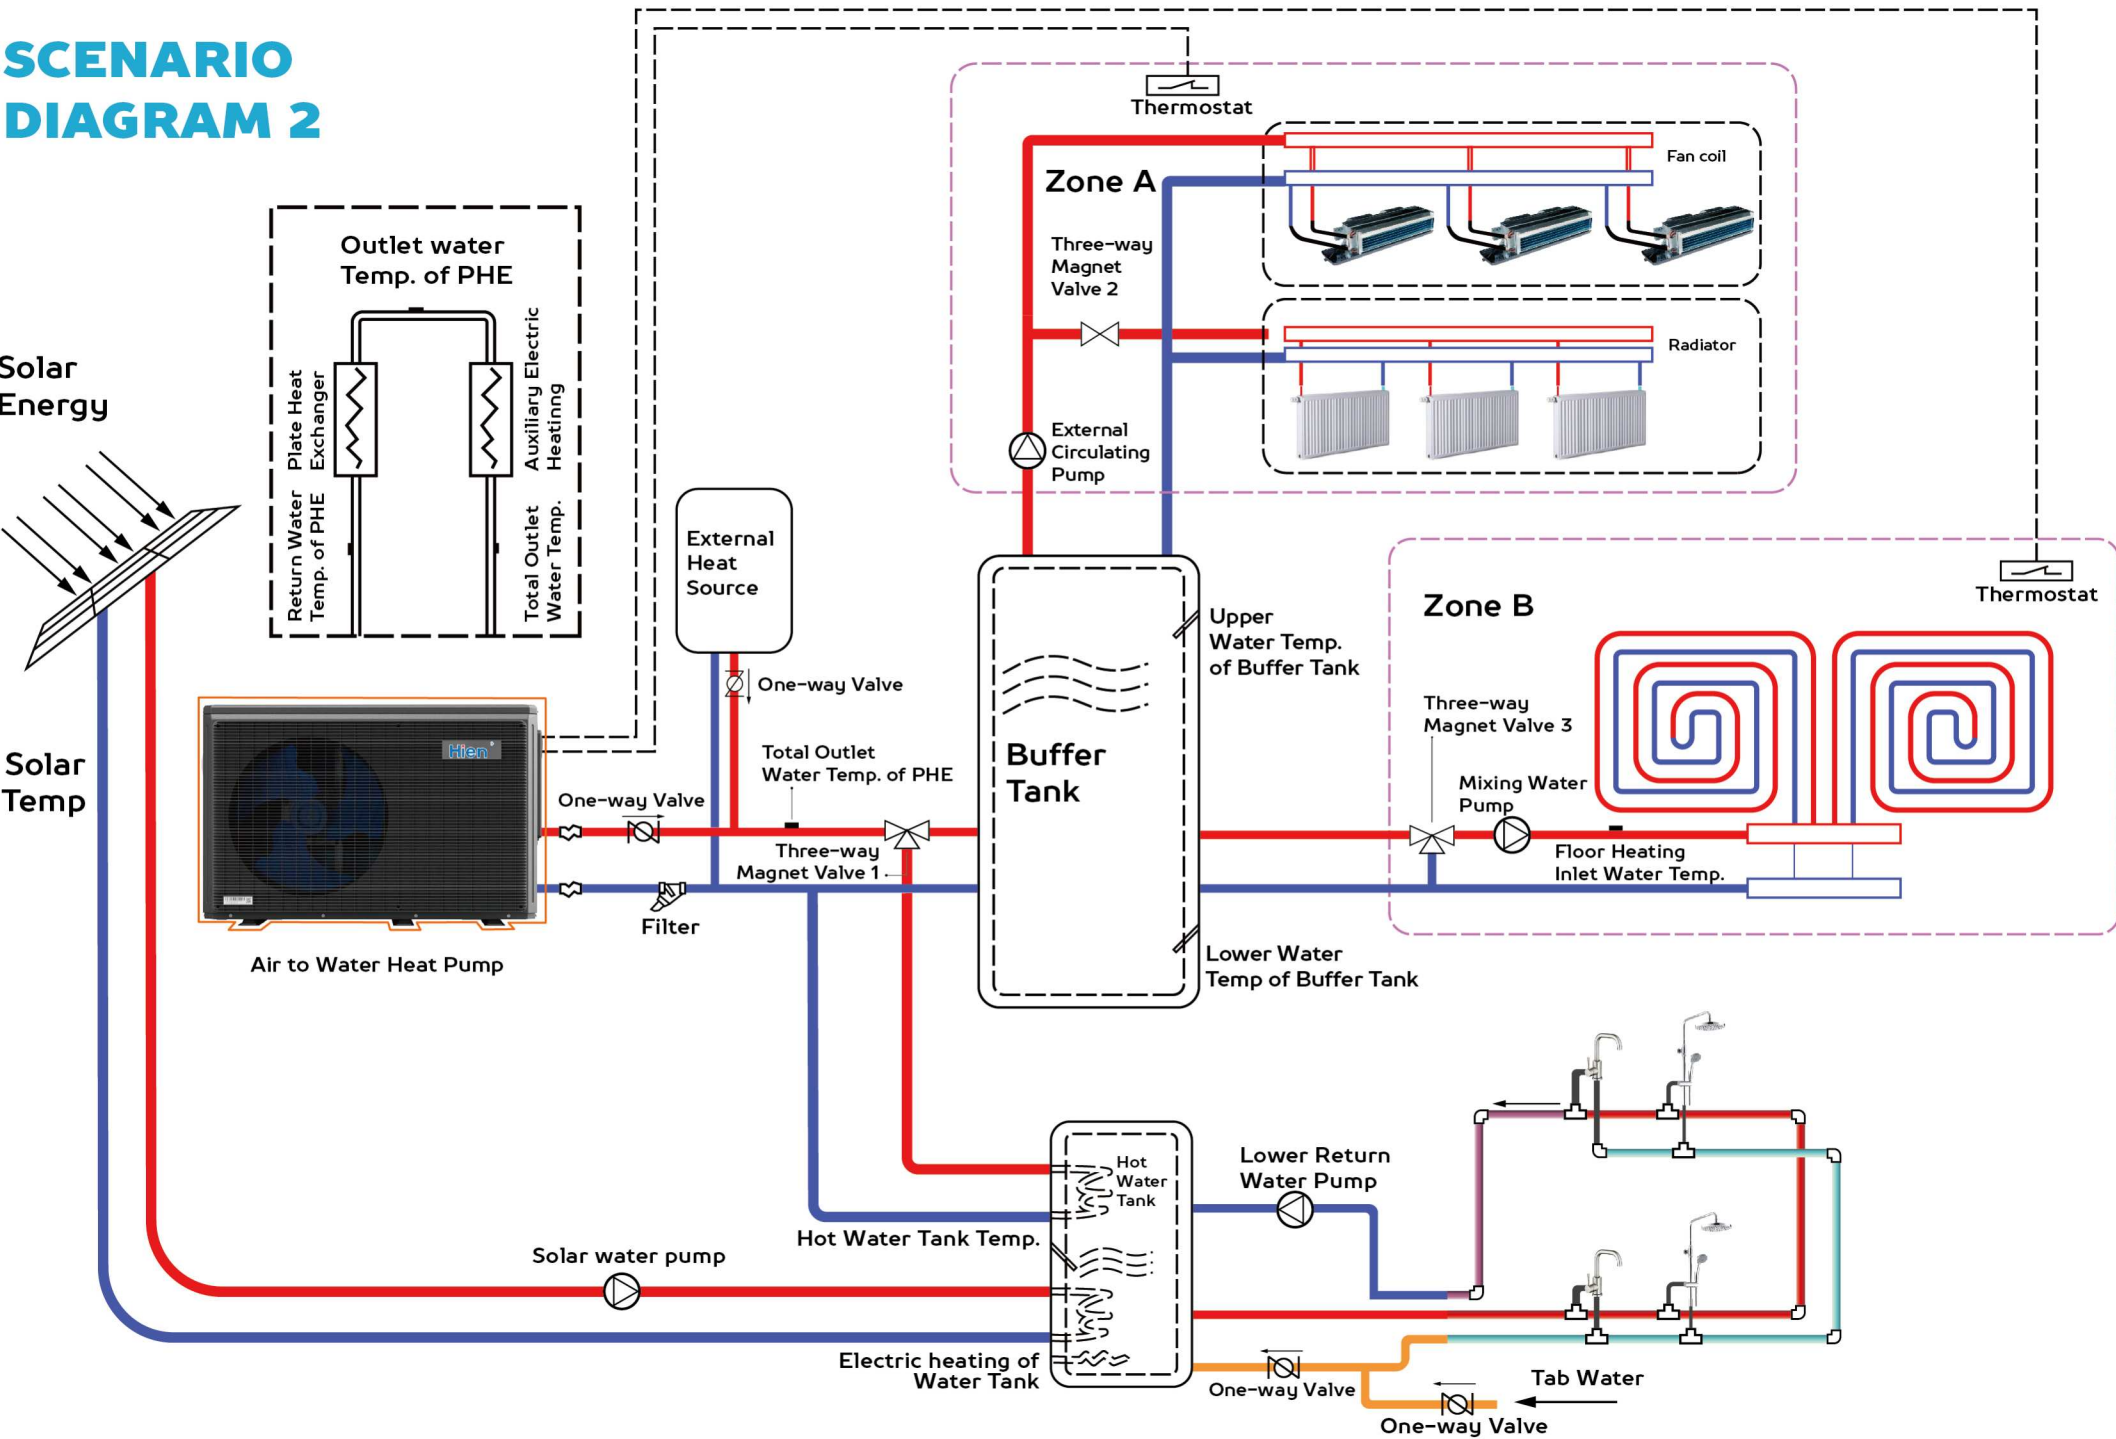 SCENARIO
DIAGRAM 2
Thermostat
Fan coil
Zone A
Three-way
Magnet
Valve 2
Radiator
External
Circulating
Pump
Outlet water
Temp. of PHE
Plate Heat
Exchanger
Auxiliary Electric
Heatinng
Return Water
Temp. of PHE
Total Outlet
Water Temp.
Solar
Energy
External
Heat
Source
One-way Valve
Upper
Water Temp.
of Buffer Tank
Zone B
Thermostat
Three-way
Magnet Valve 3
Mixing Water
Pump
Floor Heating
Inlet Water Temp.
Hien
Solar
Temp
Total Outlet
Water Temp. of PHE
One-way Valve
Buffer
Tank
Three-way
Magnet Valve 1
Filter
Air to Water Heat Pump
Lower Water
Temp of Buffer Tank
Hot
Water
Tank
Lower Return
Water Pump
Hot Water Tank Temp.
Solar water pump
Electric heating of
Water Tank
One-way Valve
Tab Water
One-way Valve